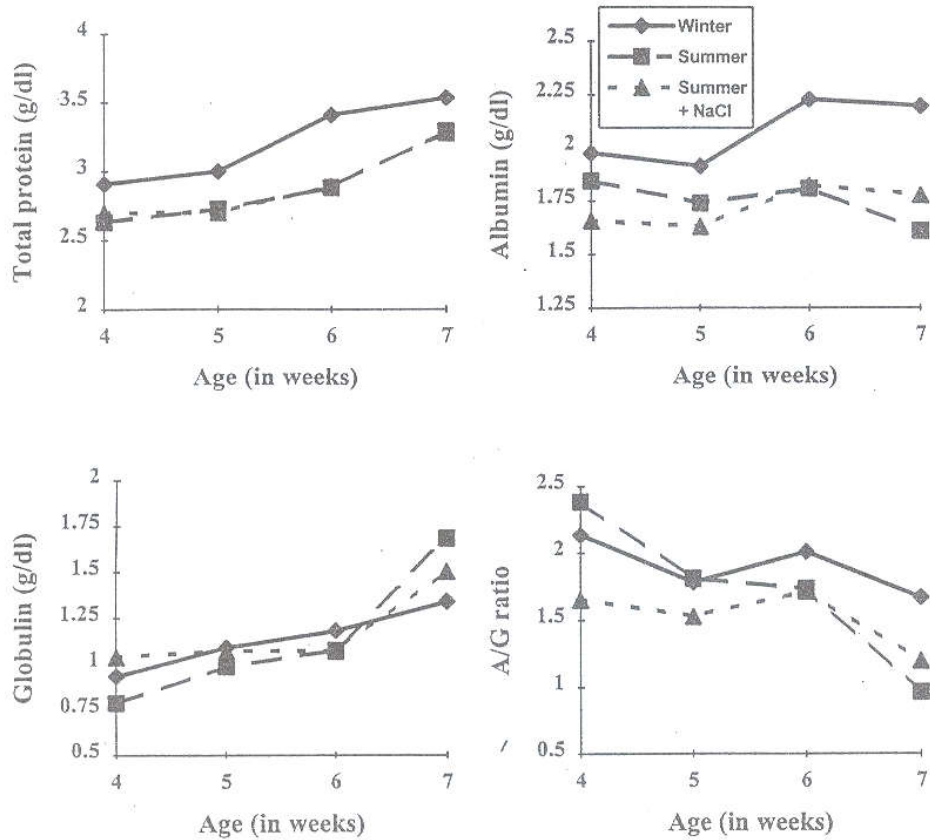 Total protein (g/dl)
4
3.5
3
2.5
2
4 5 6 7
Age (in weeks)
Winter
Summer
Summer
+ NaCl
Albumin (g/dl)
2.5
2.25
2
1.75
1.5
1.25
4 5 6 7
Age (in weeks)
Globulin (g/dl)
2
1.75
1.5
1.25
1
0.75
0.5
4 5 6 7
Age (in weeks)
A/G ratio
2.5
2
1.5
1
0.5
4 5 6 7
Age (in weeks)